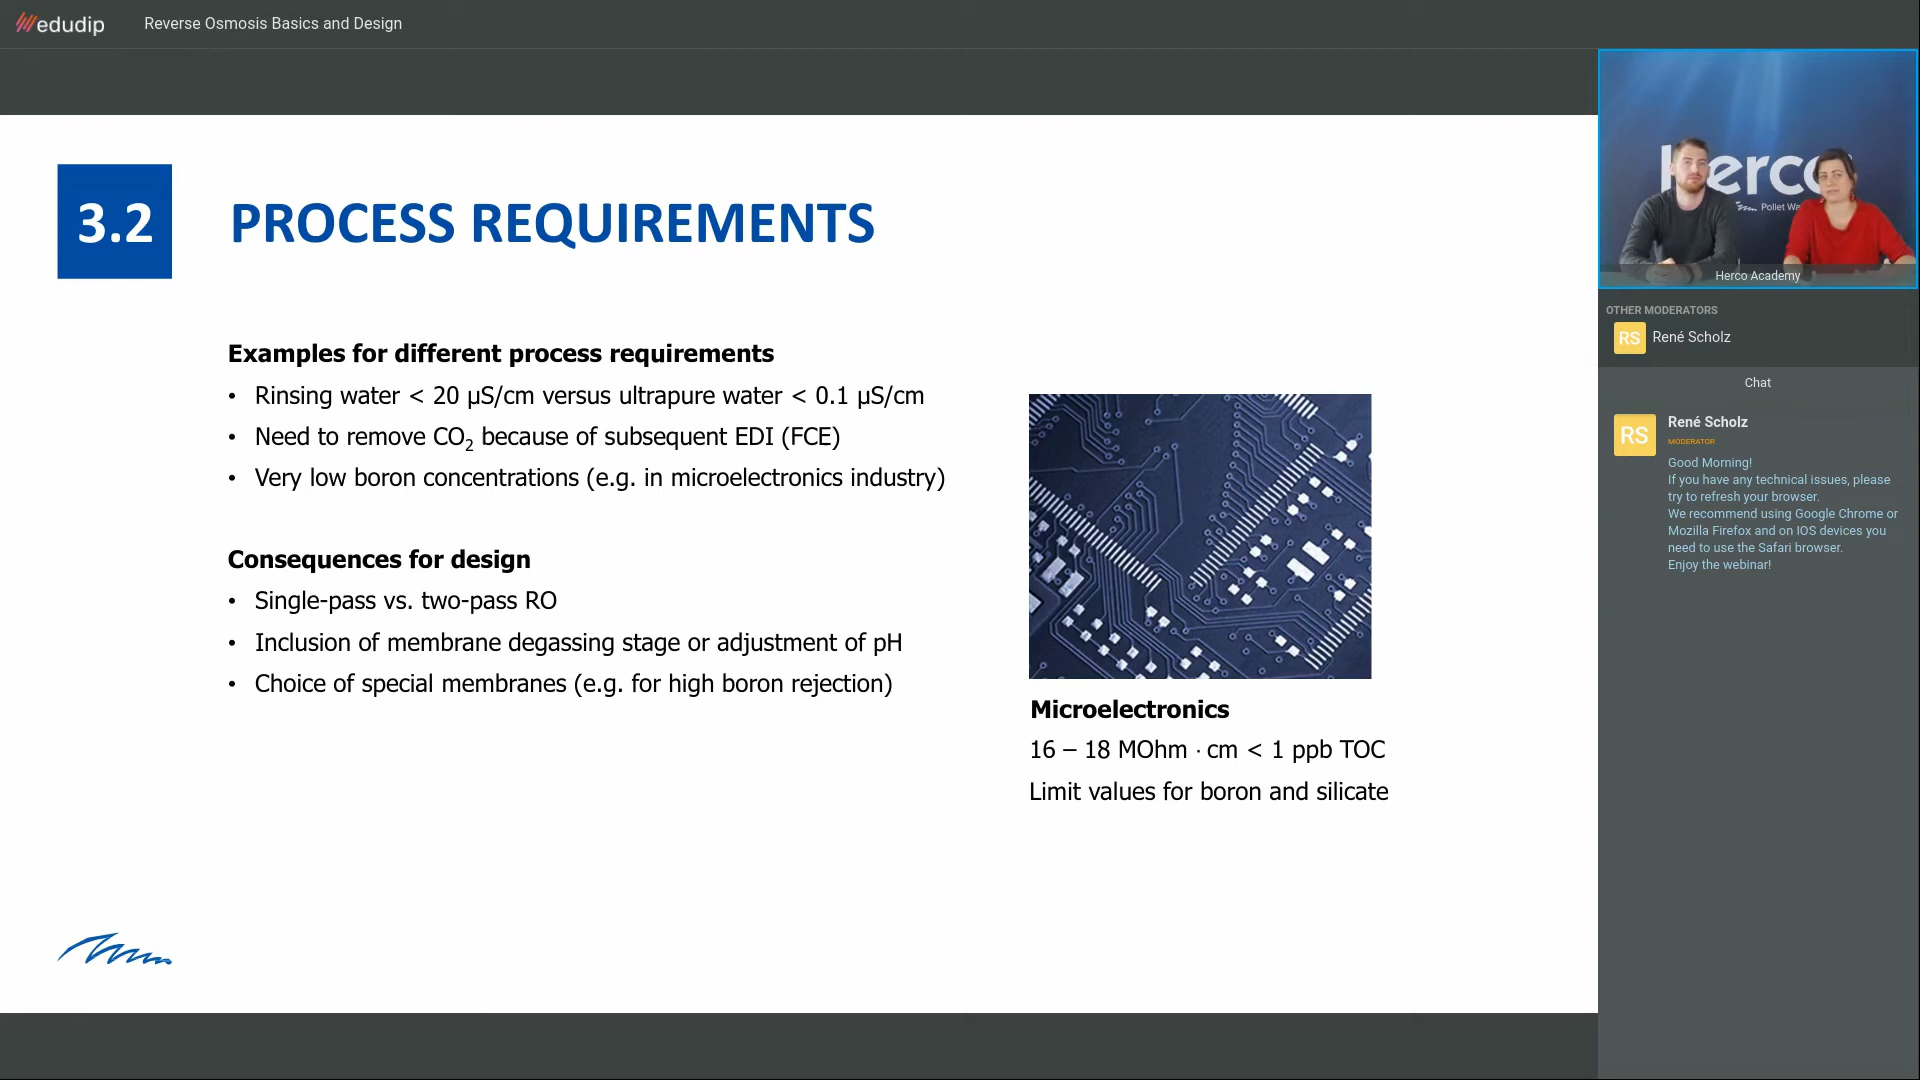 edudip
Reverse Osmosis Basics and Design
3.2
PROCESS REQUIREMENTS
Examples for different process requirements
• Rinsing water < 20 µS/cm versus ultrapure water < 0.1 µS/cm
• Need to remove CO₂ because of subsequent EDI (FCE)
• Very low boron concentrations (e.g. in microelectronics industry)
Consequences for design
• Single-pass vs. two-pass RO
• Inclusion of membrane degassing stage or adjustment of pH
• Choice of special membranes (e.g. for high boron rejection)
Microelectronics
16 – 18 MOhm · cm < 1 ppb TOC
Limit values for boron and silicate
Herco
Pollet Wa
Herco Academy
OTHER MODERATORS
RS
René Scholz
Chat
RS
René Scholz
MODERATOR
Good Morning!
If you have any technical issues, please
try to refresh your browser.
We recommend using Google Chrome or
Mozilla Firefox and on IOS devices you
need to use the Safari browser.
Enjoy the webinar!